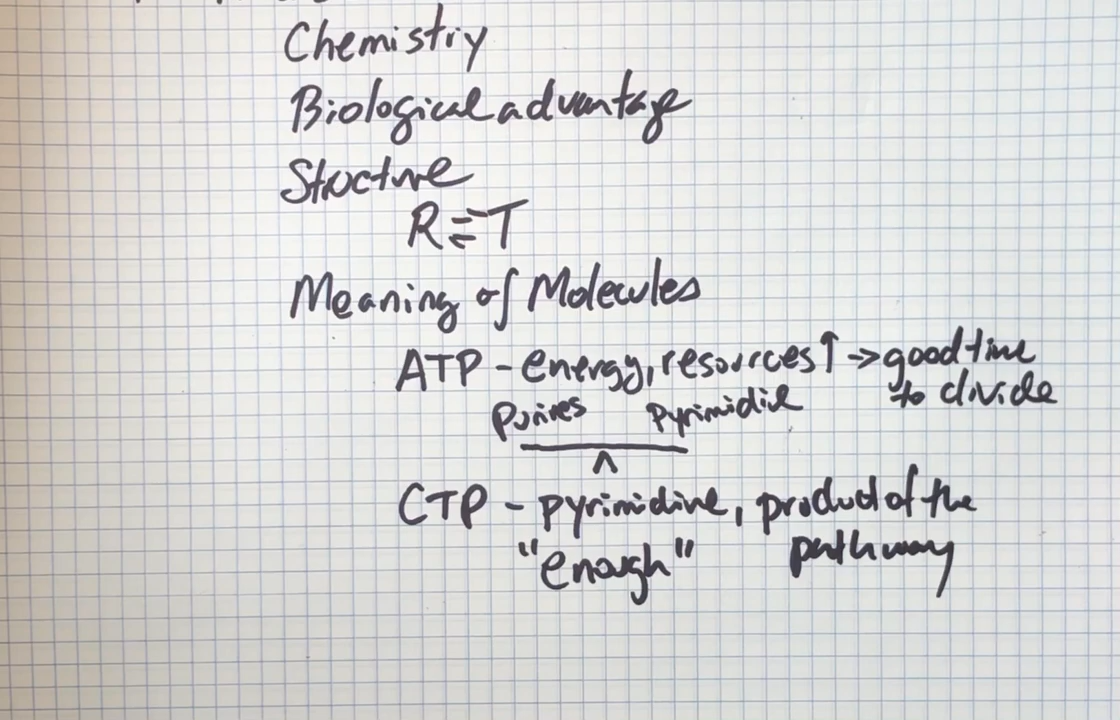 Chemistry
Biological advantage
Structure
R ⇌ T
Meaning of Molecules
ATP - energy, resources ↑ → good time
to divide
Purines Pyrimidine
^
CTP - pyrimidine, product of the
"enough" pathway